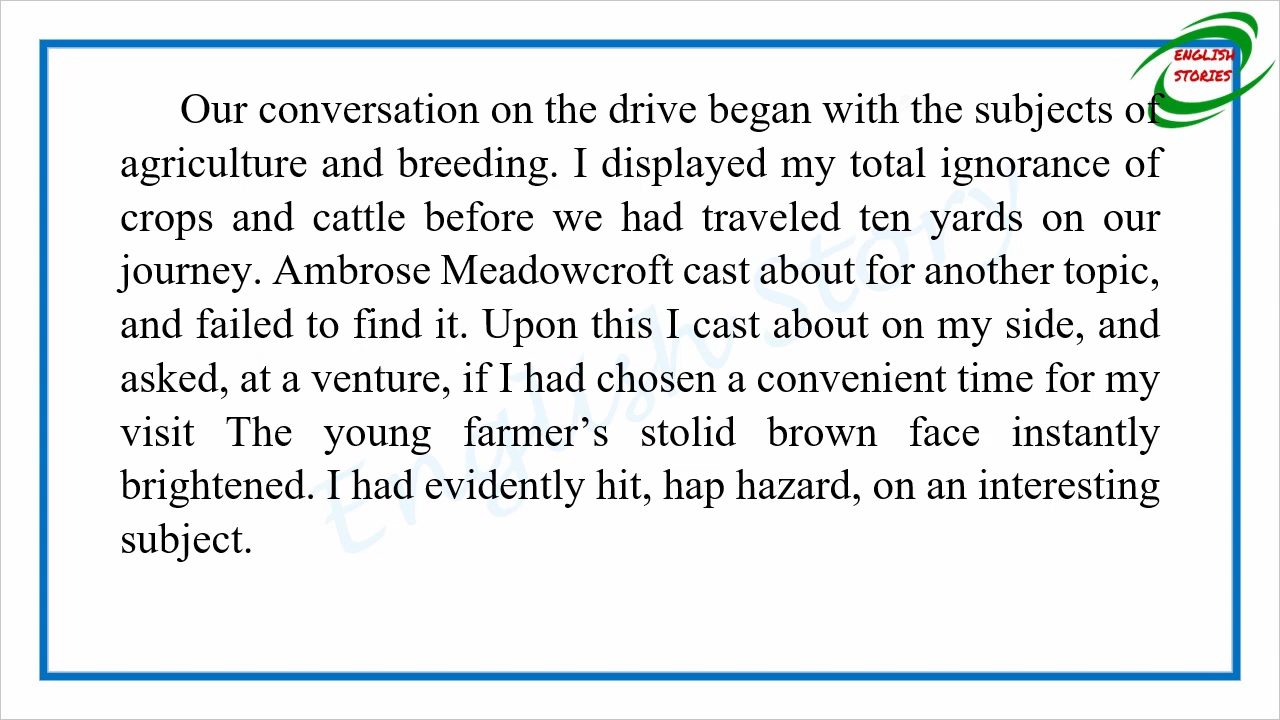 ENGLISH
STORIES
Our conversation on the drive began with the subjects of
agriculture and breeding. I displayed my total ignorance of
crops and cattle before we had traveled ten yards on our
journey. Ambrose Meadowcroft cast about for another topic,
and failed to find it. Upon this I cast about on my side, and
asked, at a venture, if I had chosen a convenient time for my
visit The young farmer’s stolid brown face instantly
brightened. I had evidently hit, hap hazard, on an interesting
subject.
English Story